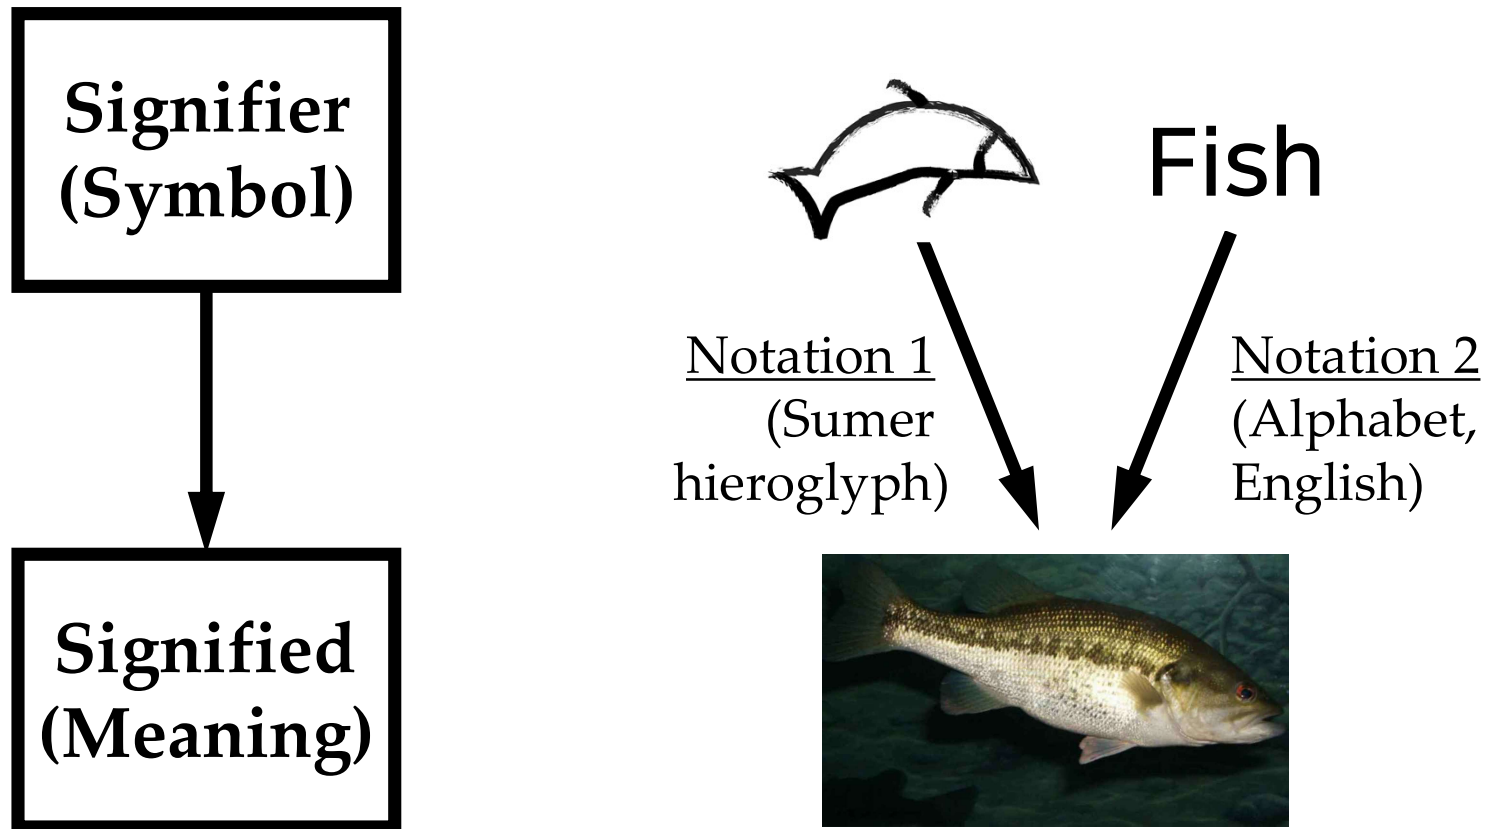 Signifier
(Symbol)
Signified
(Meaning)
Fish
Notation 1
(Sumer
hieroglyph)
Notation 2
(Alphabet,
English)